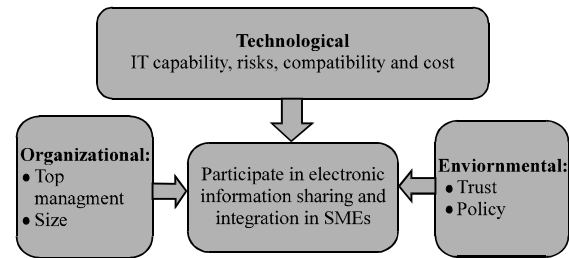 Technological
IT capability, risks, compatibility and cost
Organizational:
● Top
managment
● Size
Participate in electronic
information sharing and
integration in SMEs
Enviornmental:
● Trust
● Policy